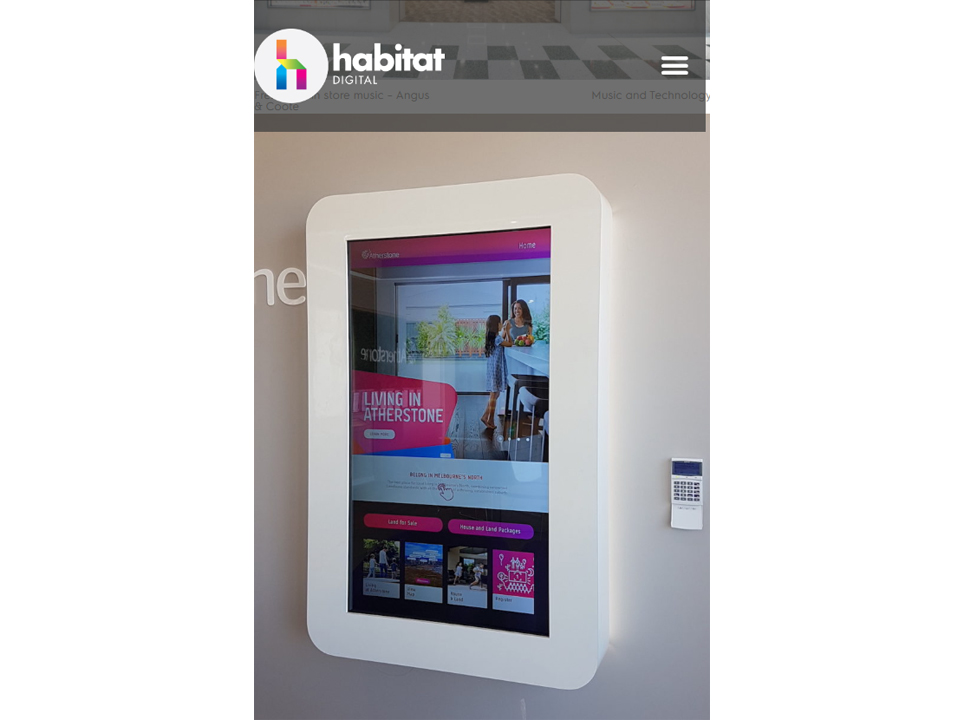 habitat
DIGITAL
in store music – Angus
& Coote
Music and Technology
ne
Home
Atherstone
LIVING IN
ATHERSTONE
BELONG IN MELBOURNE'S NORTH
Land for Sale
House and Land Packages
Register